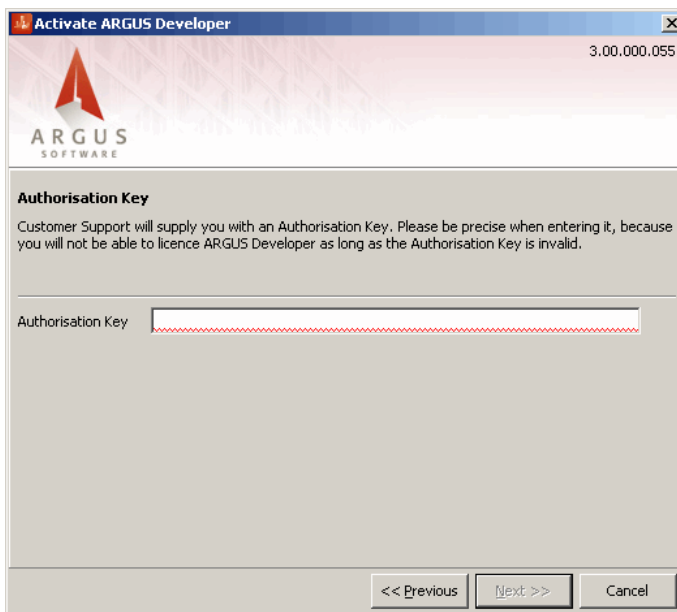 Activate ARGUS Developer
3.00.000.055
ARGUS
SOFTWARE
Authorisation Key
Customer Support will supply you with an Authorisation Key. Please be precise when entering it, because
you will not be able to licence ARGUS Developer as long as the Authorisation Key is invalid.
Authorisation Key
<< Previous
Next >>
Cancel